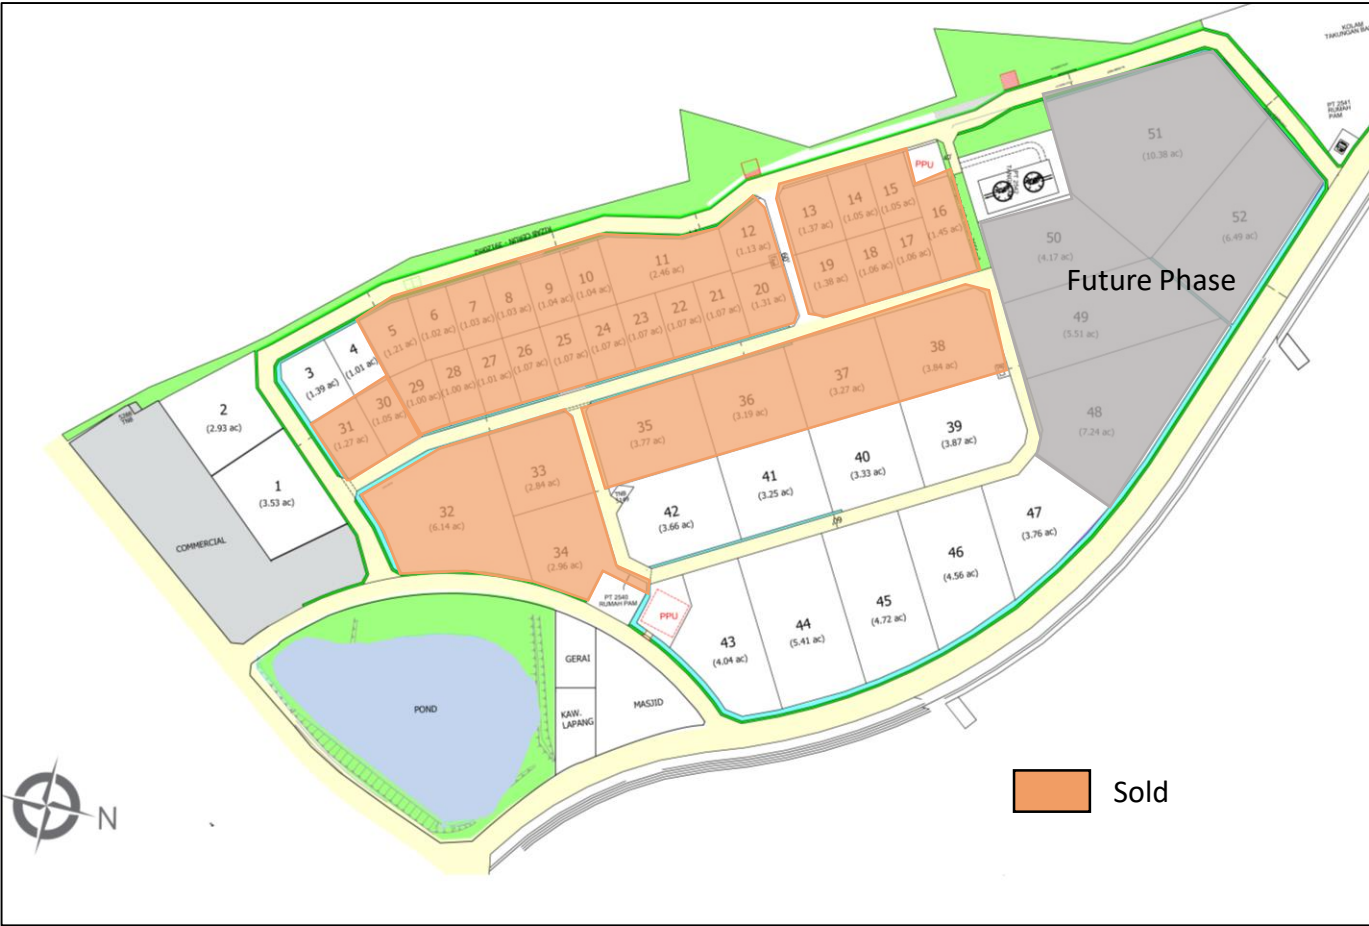 KOLAM
PT 2541
RUMAH
PAM
51
(10.38 ac)
PPU
52
(6.49 ac)
50
(4.17 ac)
Future Phase
49
(5.51 ac)
48
(7.24 ac)
13
(1.37 ac)
14
(1.05 ac)
15
(1.05 ac)
16
(1.45 ac)
19
(1.38 ac)
18
(1.06 ac)
17
(1.06 ac)
12
(1.13 ac)
11
(2.46 ac)
10
(1.04 ac)
9
(1.04 ac)
8
(1.03 ac)
7
(1.03 ac)
6
(1.02 ac)
5
(1.21 ac)
4
(1.01 ac)
3
(1.39 ac)
20
(1.31 ac)
21
(1.07 ac)
22
(1.07 ac)
23
(1.07 ac)
24
(1.07 ac)
25
(1.07 ac)
26
(1.07 ac)
27
(1.01 ac)
28
(1.00 ac)
29
(1.00 ac)
30
(1.05 ac)
31
(1.27 ac)
2
(2.93 ac)
1
(3.53 ac)
COMMERCIAL
32
(6.14 ac)
33
(2.84 ac)
34
(2.96 ac)
35
(3.77 ac)
36
(3.19 ac)
37
(3.27 ac)
38
(3.84 ac)
39
(3.87 ac)
40
(3.33 ac)
41
(3.25 ac)
42
(3.66 ac)
47
(3.76 ac)
46
(4.56 ac)
45
(4.72 ac)
44
(5.41 ac)
43
(4.04 ac)
PT 2540
RUMAH PAM
PPU
GERAI
KAW.
LAPANG
MASJID
POND
N
Sold